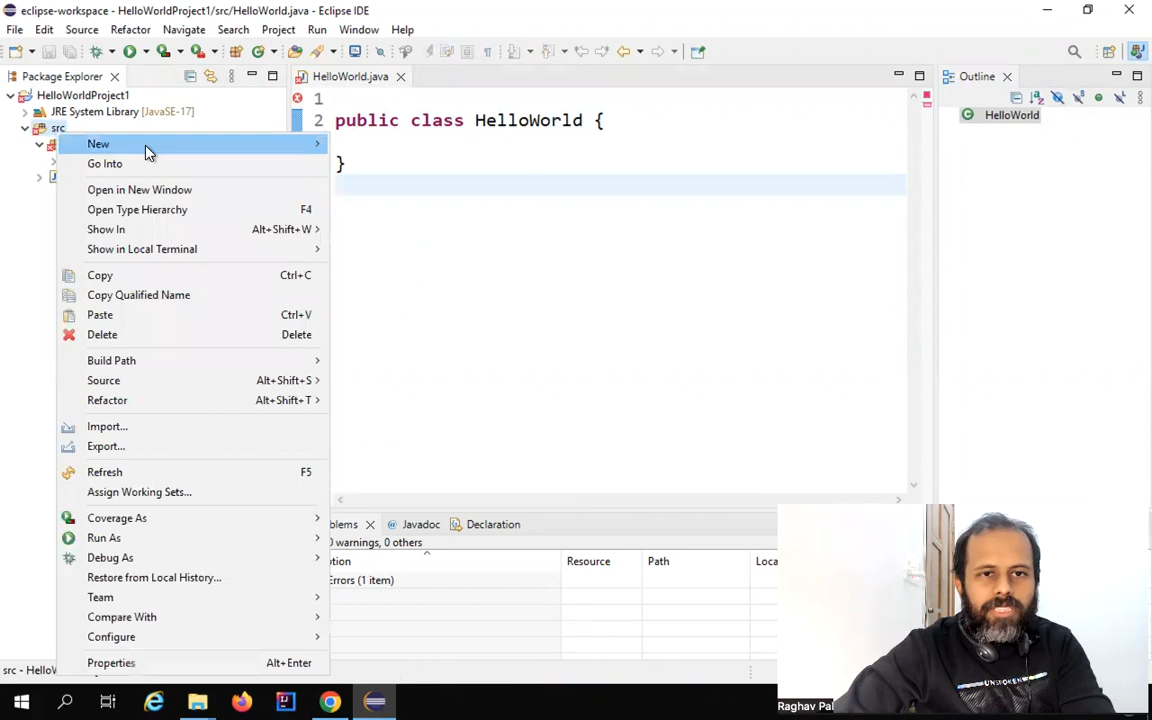 eclipse-workspace - HelloWorldProject1/src/HelloWorld.java - Eclipse IDE
File Edit Source Refactor Navigate Search Project Run Window Help
Package Explorer
HelloWorld.java
Outline
HelloWorldProject1
JRE System Library [JavaSE-17]
src
1
2 public class HelloWorld {
}
HelloWorld
New
Go Into
Open in New Window
Open Type Hierarchy F4
Show In Alt+Shift+W
Show in Local Terminal
Copy Ctrl+C
Copy Qualified Name
Paste Ctrl+V
Delete Delete
Build Path
Source Alt+Shift+S
Refactor Alt+Shift+T
Import...
Export...
Refresh F5
Assign Working Sets...
Coverage As
Run As
Debug As
Restore from Local History...
Team
Compare With
Configure
Properties Alt+Enter
blems Javadoc Declaration
0 warnings, 0 others
tion Resource Path Loca
Errors (1 item)
src - HelloW
Raghav Pal
UNSPOKEN